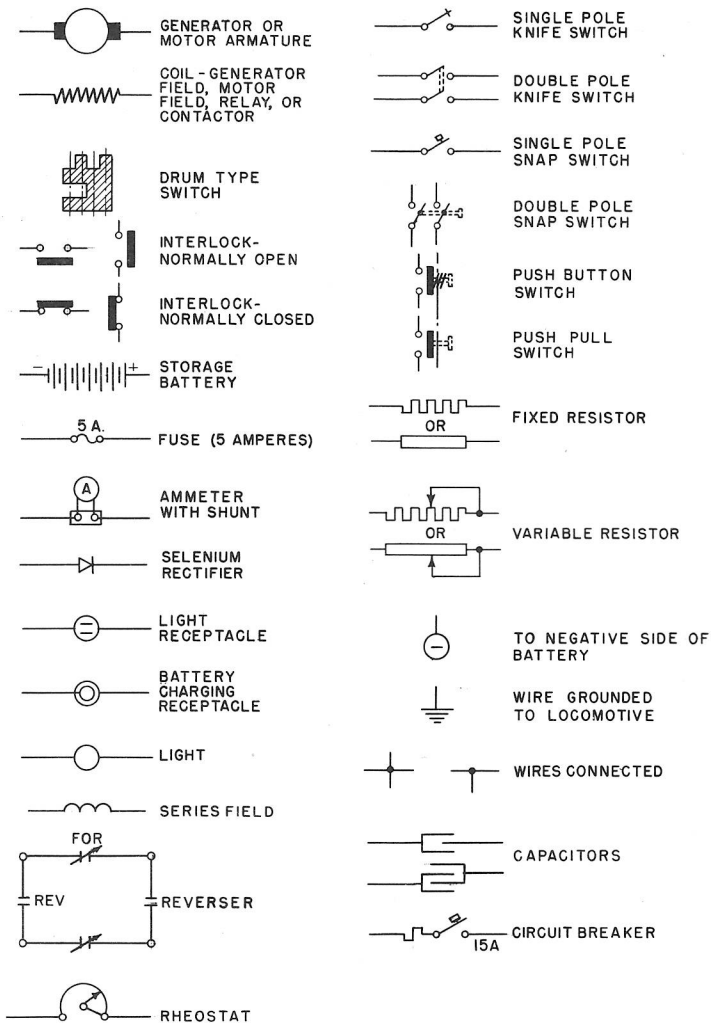 GENERATOR OR
MOTOR ARMATURE
COIL-GENERATOR
FIELD, MOTOR
FIELD, RELAY, OR
CONTACTOR
DRUM TYPE
SWITCH
INTERLOCK-
NORMALLY OPEN
INTERLOCK-
NORMALLY CLOSED
- +
STORAGE
BATTERY
5 A.
FUSE (5 AMPERES)
A
AMMETER
WITH SHUNT
SELENIUM
RECTIFIER
LIGHT
RECEPTACLE
BATTERY
CHARGING
RECEPTACLE
LIGHT
SERIES FIELD
FOR
REV
REVERSER
RHEOSTAT
SINGLE POLE
KNIFE SWITCH
DOUBLE POLE
KNIFE SWITCH
SINGLE POLE
SNAP SWITCH
DOUBLE POLE
SNAP SWITCH
PUSH BUTTON
SWITCH
PUSH PULL
SWITCH
OR
FIXED RESISTOR
OR
VARIABLE RESISTOR
TO NEGATIVE SIDE OF
BATTERY
WIRE GROUNDED
TO LOCOMOTIVE
WIRES CONNECTED
CAPACITORS
15A
CIRCUIT BREAKER